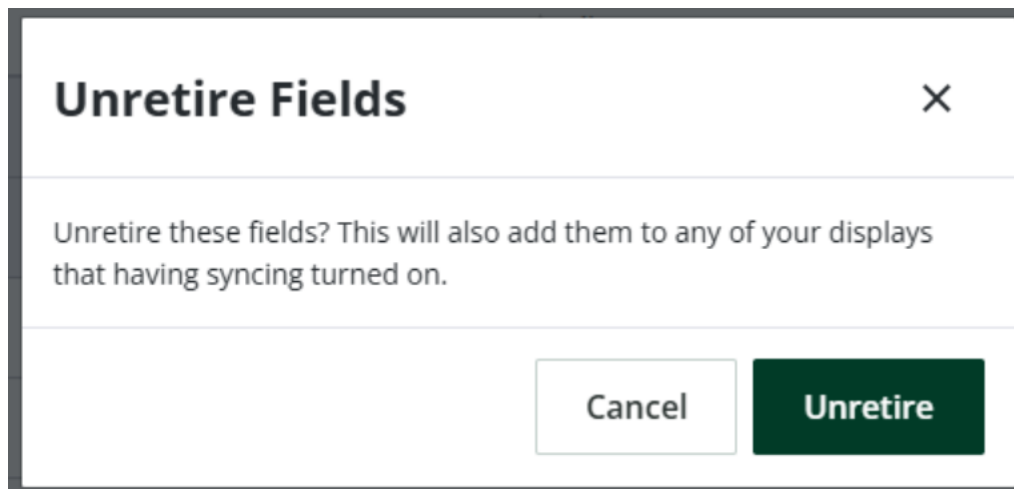 Unretire Fields
Unretire these fields? This will also add them to any of your displays
that having syncing turned on.
Cancel
Unretire